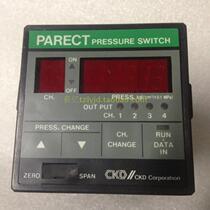 PARECT PRESSURE SWITCH
ON
OFF
CH.
PRESS.
OUT PUT
CH. 1 2 3 4
PRESS. CHANGE
CH.
CHANGE
RUN
DATA
IN
ZERO
SPAN
CKD // CKD Corporation